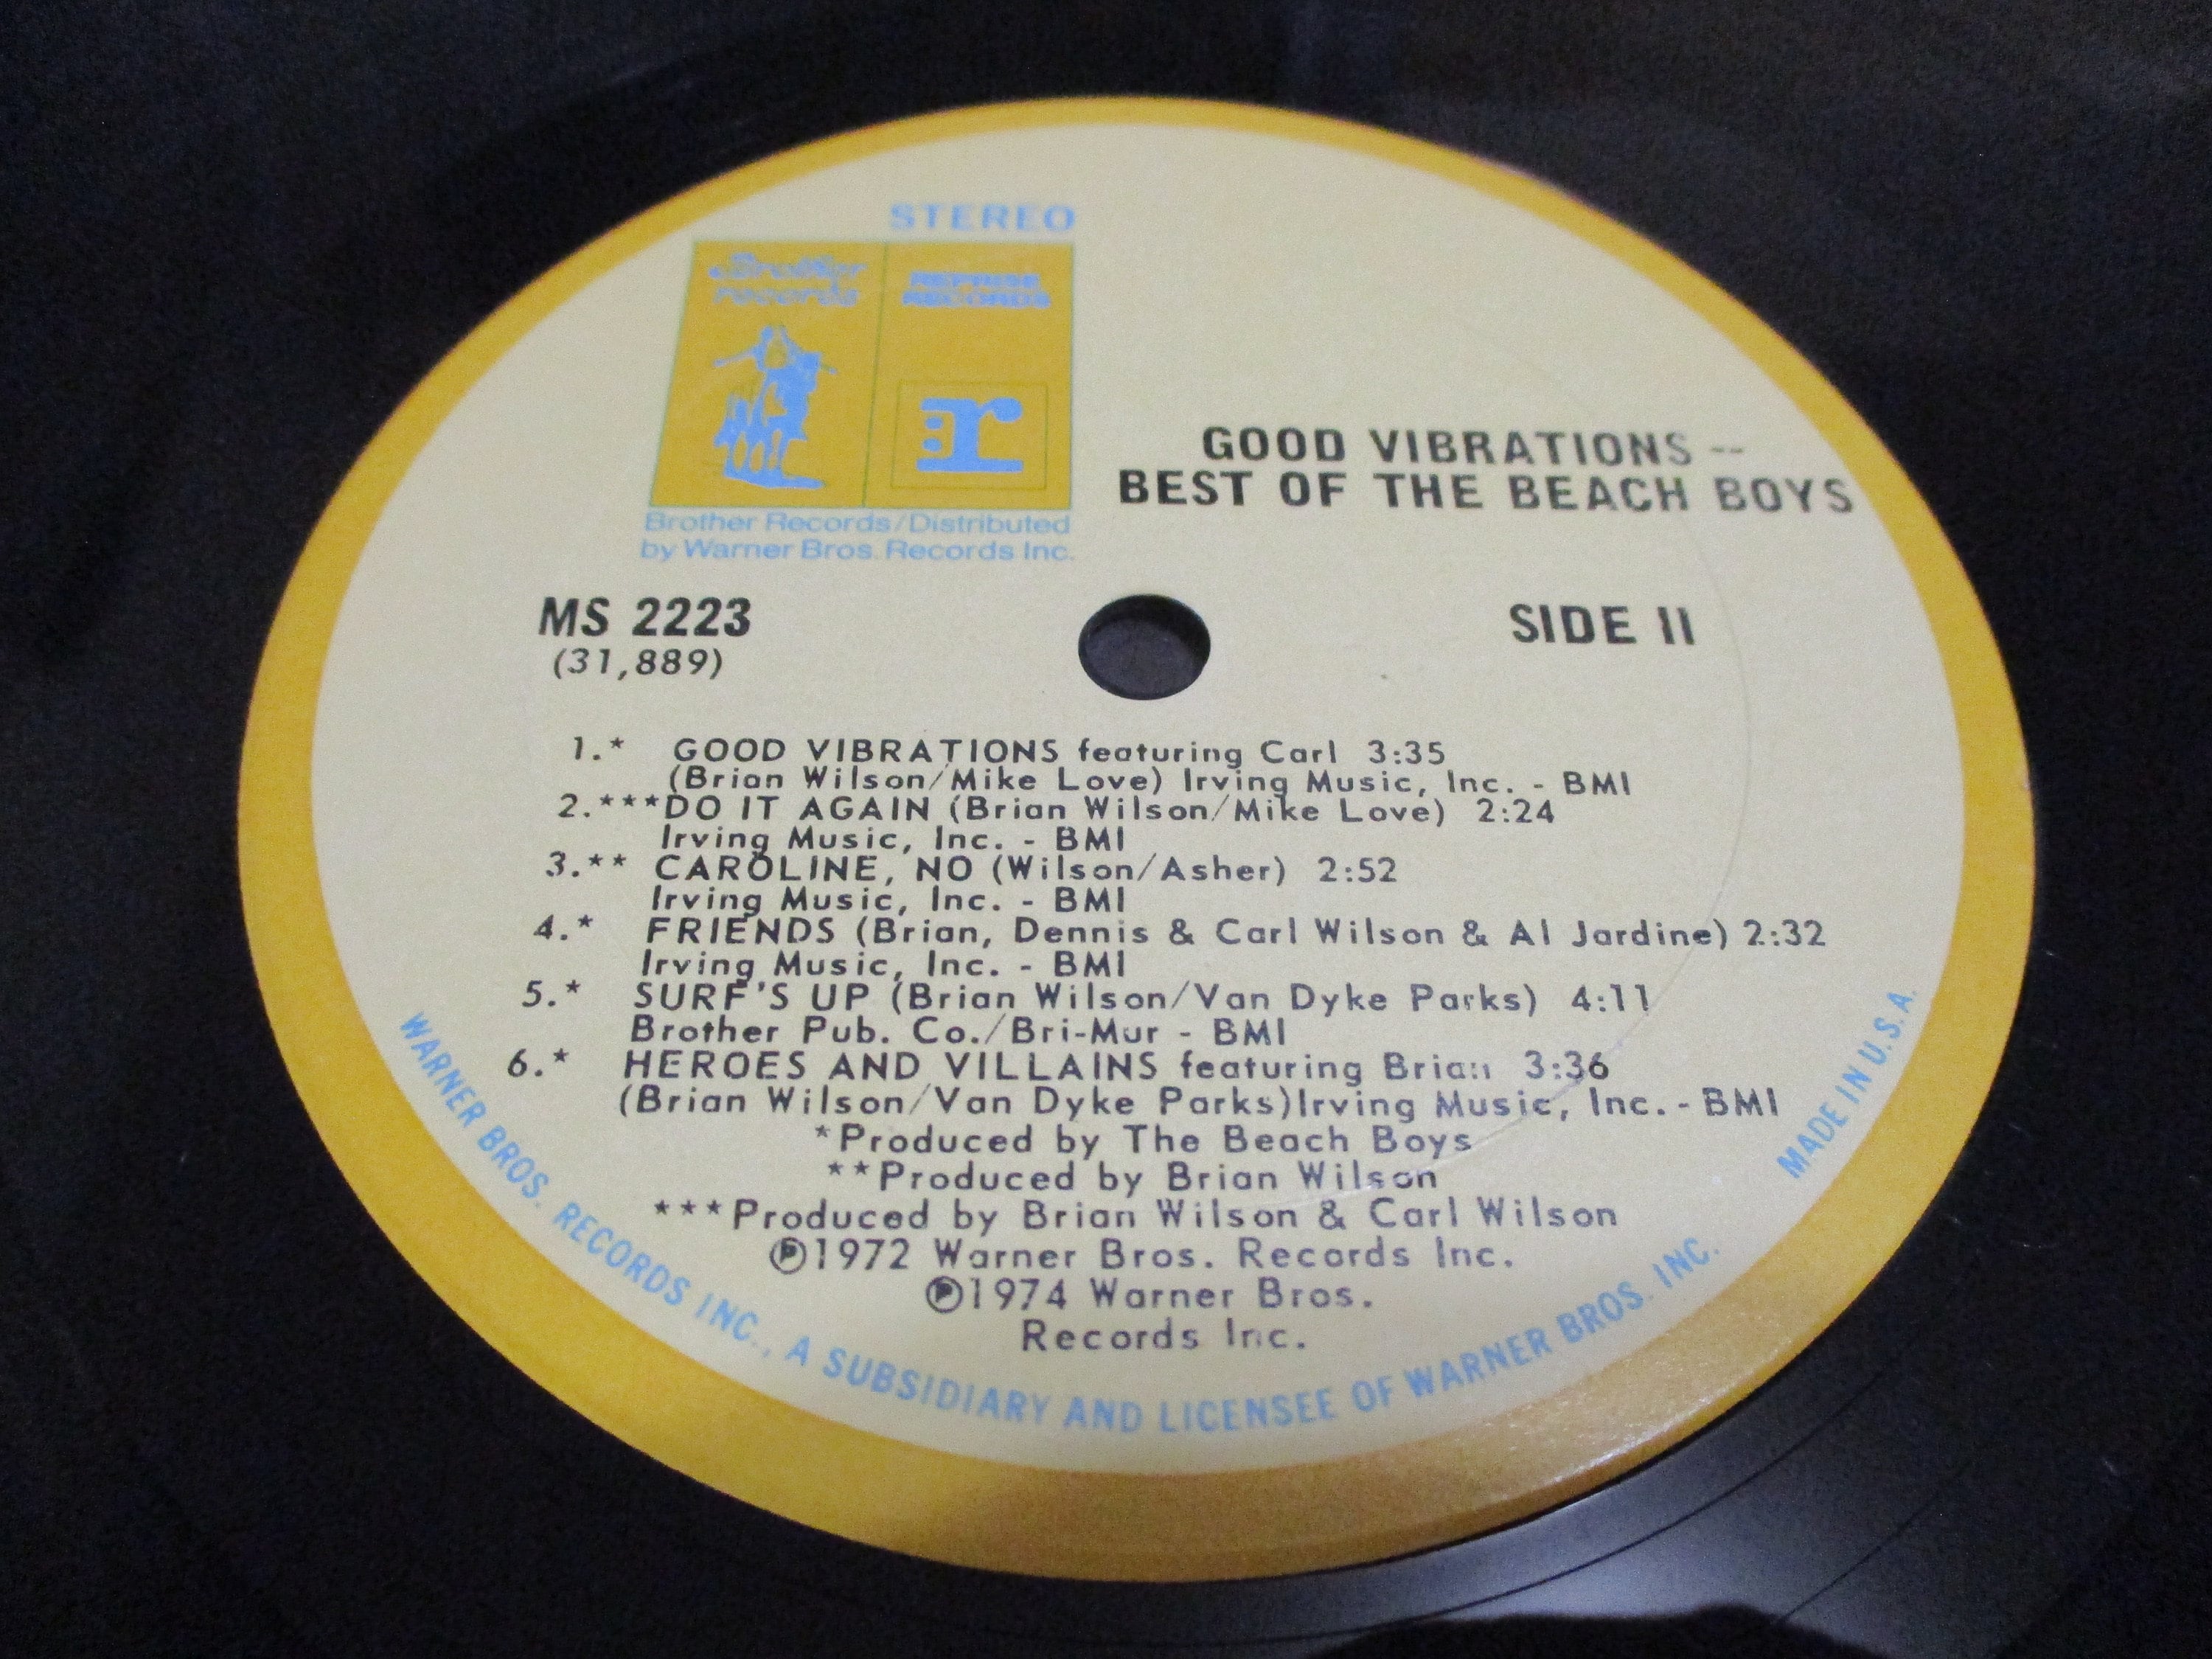 STEREO
Brother
records
REPRISE
RECORDS
r
Brother Records/Distributed
by Warner Bros. Records Inc.
GOOD VIBRATIONS --
BEST OF THE BEACH BOYS
MS 2223
(31,889)
SIDE II
1.* GOOD VIBRATIONS featuring Carl 3:35
(Brian Wilson/Mike Love) Irving Music, Inc. - BMI
2.***DO IT AGAIN (Brian Wilson/Mike Love) 2:24
Irving Music, Inc. - BMI
3.** CAROLINE, NO (Wilson/Asher) 2:52
Irving Music, Inc. - BMI
4.* FRIENDS (Brian, Dennis & Carl Wilson & Al Jardine) 2:32
Irving Music, Inc. - BMI
5.* SURF'S UP (Brian Wilson/Van Dyke Parks) 4:11
Brother Pub. Co./Bri-Mur - BMI
6.* HEROES AND VILLAINS featuring Brian 3:36
(Brian Wilson/Van Dyke Parks)Irving Music, Inc. - BMI
*Produced by The Beach Boys
**Produced by Brian Wilson
***Produced by Brian Wilson & Carl Wilson
℗1972 Warner Bros. Records Inc.
℗1974 Warner Bros.
Records Inc.
WARNER BROS. RECORDS INC., A SUBSIDIARY AND LICENSEE OF WARNER BROS. INC.
MADE IN U.S.A.